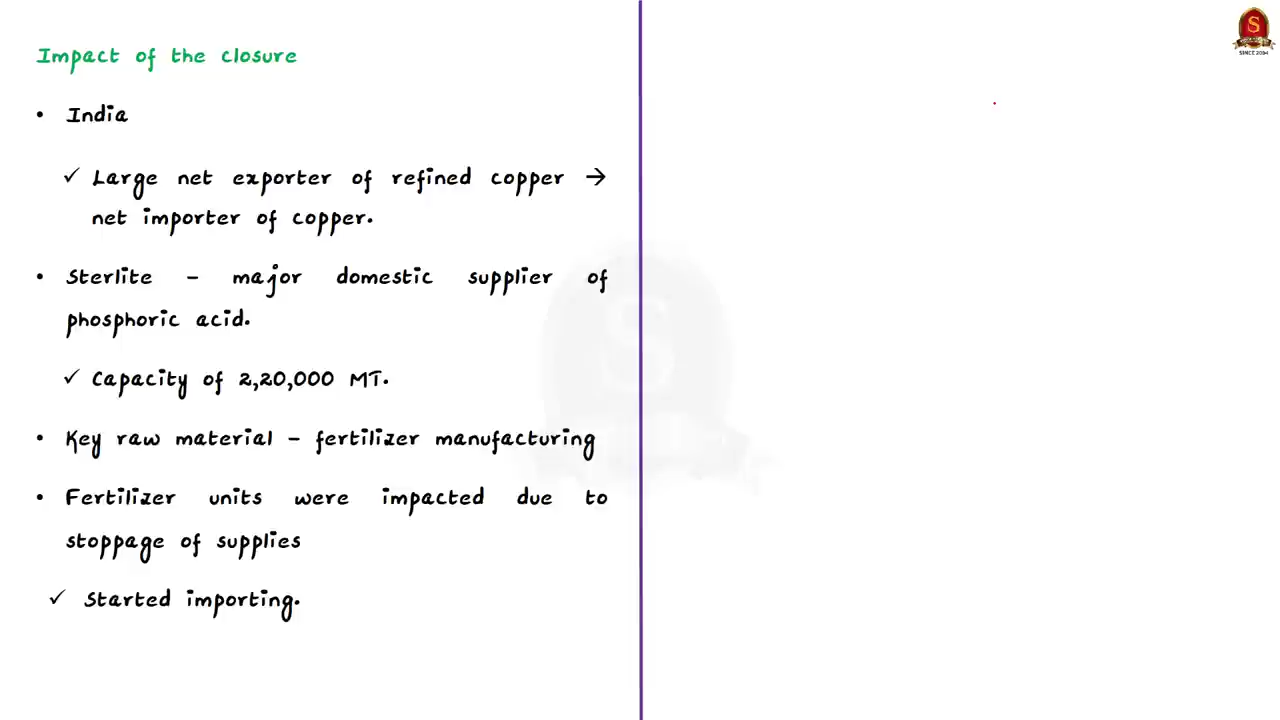 Impact of the closure
• India
✓ Large net exporter of refined copper →
net importer of copper.
• Sterlite – major domestic supplier of
phosphoric acid.
✓ Capacity of 2,20,000 MT.
• Key raw material – fertilizer manufacturing
• Fertilizer units were impacted due to
stoppage of supplies
✓ Started importing.
S
SINCE 2014